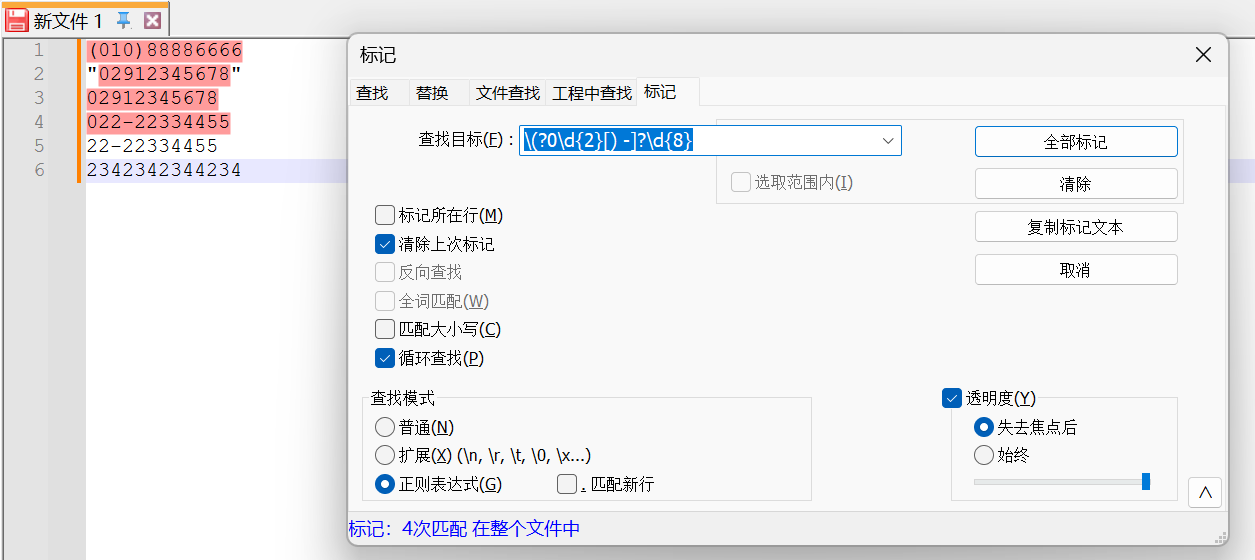 新文件 1
1 (010)88886666
2 "02912345678"
3 02912345678
4 022-22334455
5 22-22334455
6 2342342344234
标记
查找 替换 文件查找 工程中查找 标记
查找目标(F)： \(?0\d{2}[) -]?\d{8} 全部标记
选取范围内(I) 清除
标记所在行(M) 复制标记文本
清除上次标记
反向查找 取消
全词匹配(W)
匹配大小写(C)
循环查找(P)
查找模式 透明度(Y)
普通(N) 失去焦点后
扩展(X) (\n, \r, \t, \0, \x...) 始终
正则表达式(G) . 匹配新行
标记：4次匹配 在整个文件中